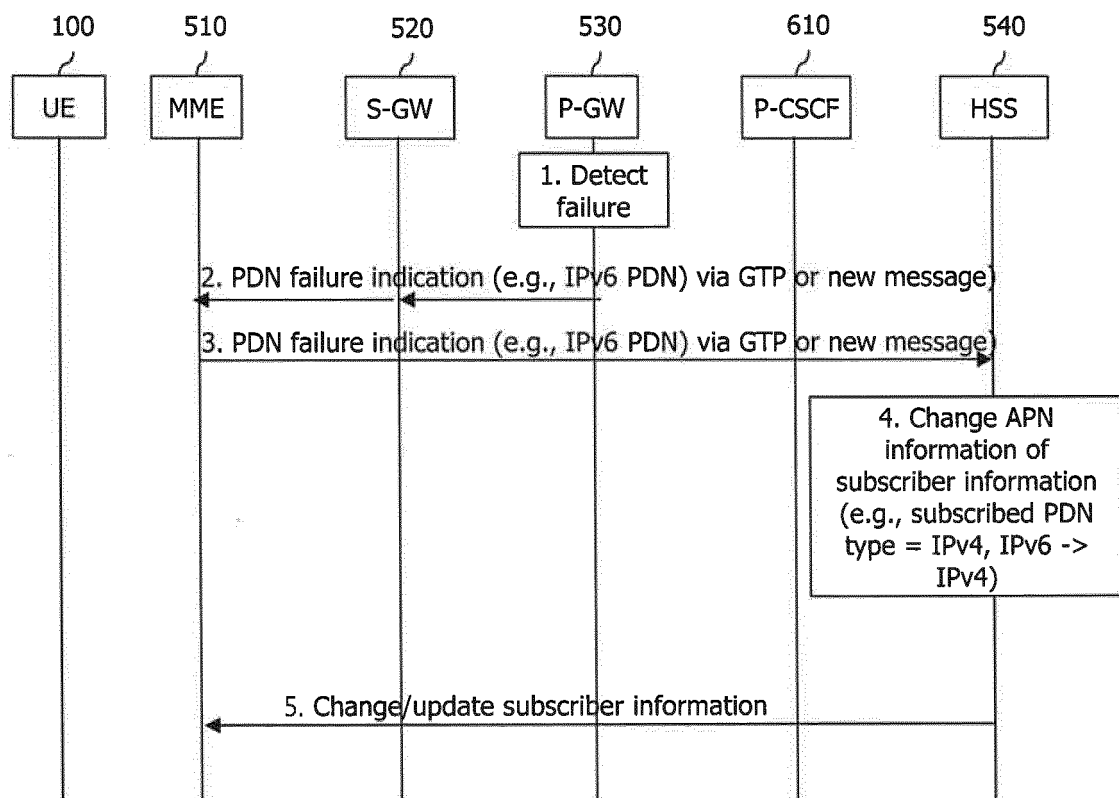 100 510 520 530 610 540
UE MME S-GW P-GW P-CSCF HSS
1. Detect
failure
2. PDN failure indication (e.g., IPv6 PDN) via GTP or new message)
3. PDN failure indication (e.g., IPv6 PDN) via GTP or new message)
4. Change APN
information of
subscriber information
(e.g., subscribed PDN
type = IPv4, IPv6 ->
IPv4)
5. Change/update subscriber information